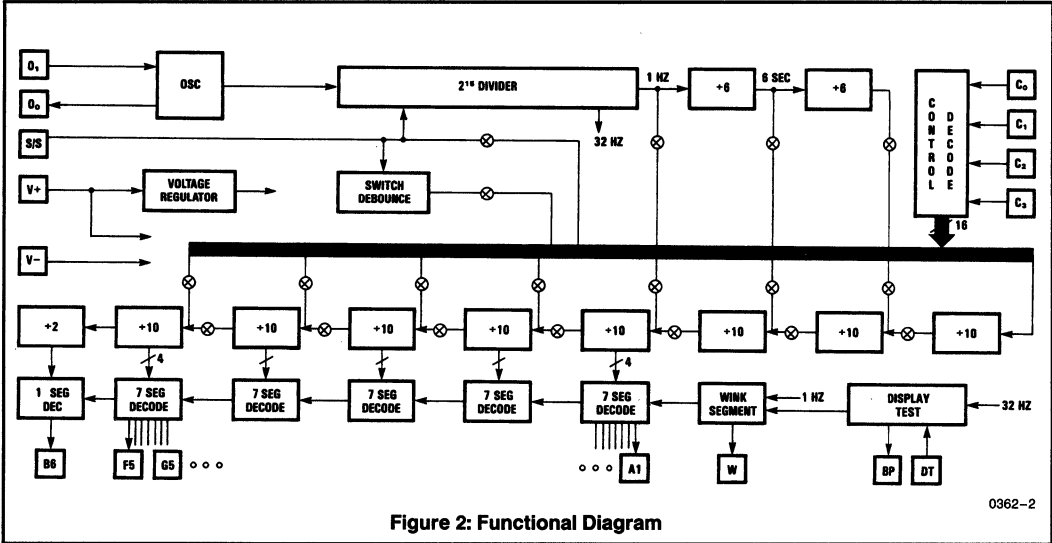 O₁
O₀
S/S
V+
V−
OSC
2¹⁶ DIVIDER
1 HZ
÷6
6 SEC
÷6
32 HZ
VOLTAGE
REGULATOR
SWITCH
DEBOUNCE
CONTROL
DECODE
C₀
C₁
C₂
C₃
16
÷2
÷10
÷10
÷10
÷10
÷10
÷10
÷10
÷10
4
4
1 SEG
DEC
7 SEG
DECODE
7 SEG
DECODE
7 SEG
DECODE
7 SEG
DECODE
7 SEG
DECODE
WINK
SEGMENT
1 HZ
DISPLAY
TEST
32 HZ
B6
F5
G5
A1
W
BP
DT
0362–2
Figure 2: Functional Diagram